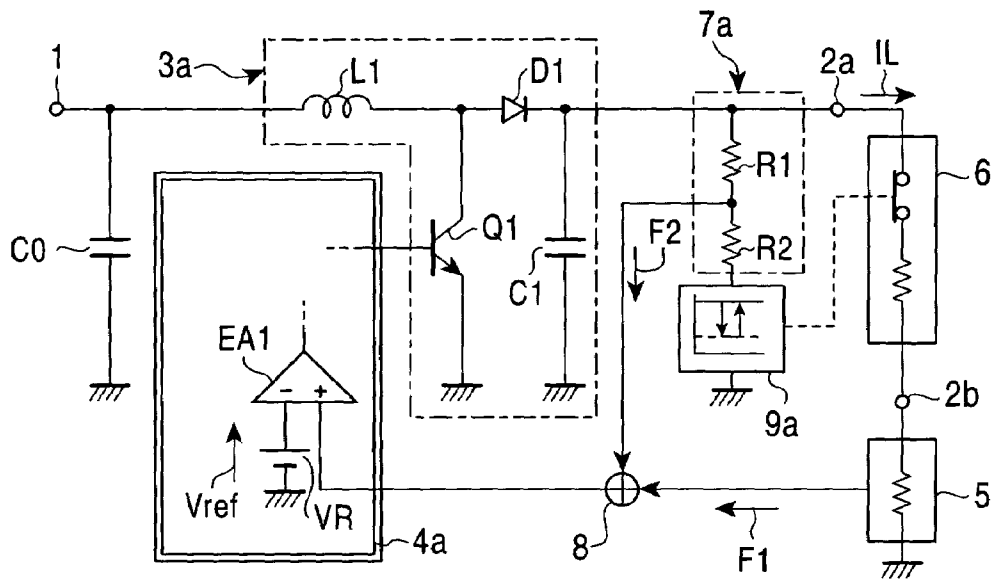 7a
1
3a
L1
D1
2a
IL
R1
6
C0
Q1
F2
R2
C1
EA1
−
+
9a
2b
Vref
VR
4a
8
F1
5